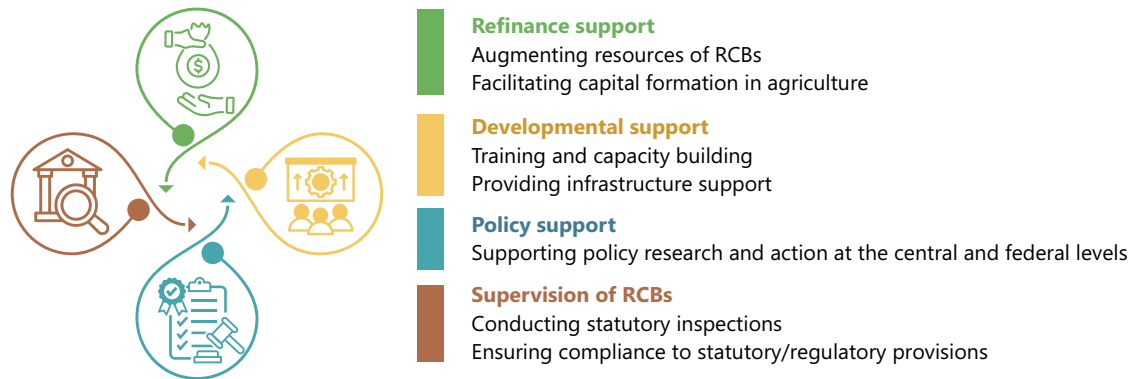 Refinance support
Augmenting resources of RCBs
Facilitating capital formation in agriculture
Developmental support
Training and capacity building
Providing infrastructure support
Policy support
Supporting policy research and action at the central and federal levels
Supervision of RCBs
Conducting statutory inspections
Ensuring compliance to statutory/regulatory provisions
$